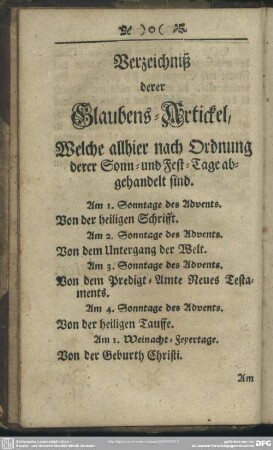 )o(
Verzeichniß
derer
Glaubens-Artickel,
Welche allhier nach Ordnung
derer Sonn- und Fest-Tage ab-
gehandelt sind.
Am 1. Sonntage des Advents.
Von der heiligen Schrifft.
Am 2. Sonntage des Advents.
Von dem Untergang der Welt.
Am 3. Sonntage des Advents.
Von dem Predigt-Amte Neues Testa-
ments.
Am 4. Sonntage des Advents.
Von der heiligen Tauffe.
Am 1. Weinacht-Feyertage.
Von der Geburth Christi.
Am